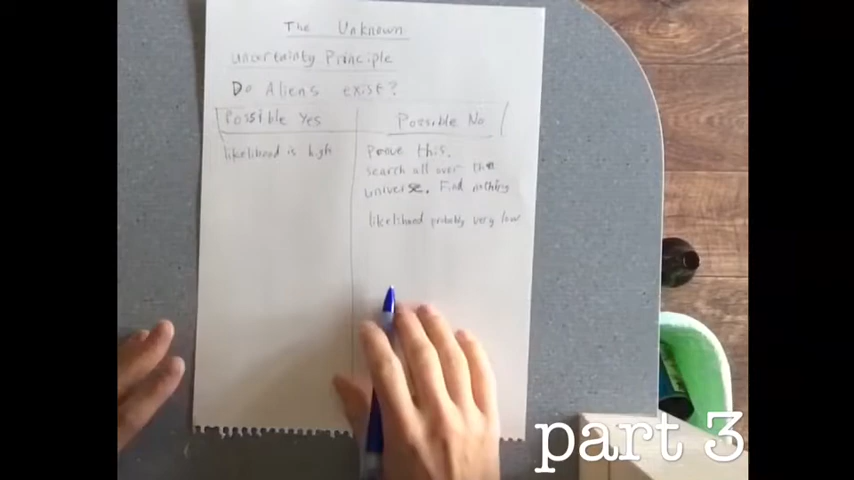 The Unknown
uncertainty Principle
Do Aliens exist?
Possible Yes
Possible No
likelihood is high
Prove this.
search all over the
universe. Find nothing
likelihood probably very low
part 3